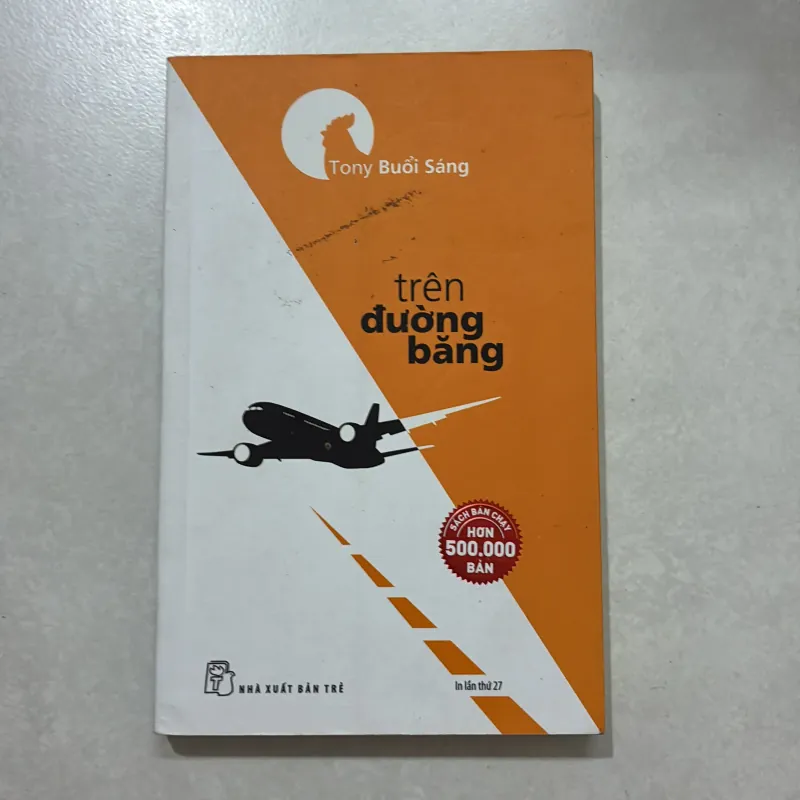 Tony Buổi Sáng
trên
đường
băng
SÁCH BÁN CHẠY
HƠN
500.000
BẢN
NHÀ XUẤT BẢN TRẺ
In lần thứ 27